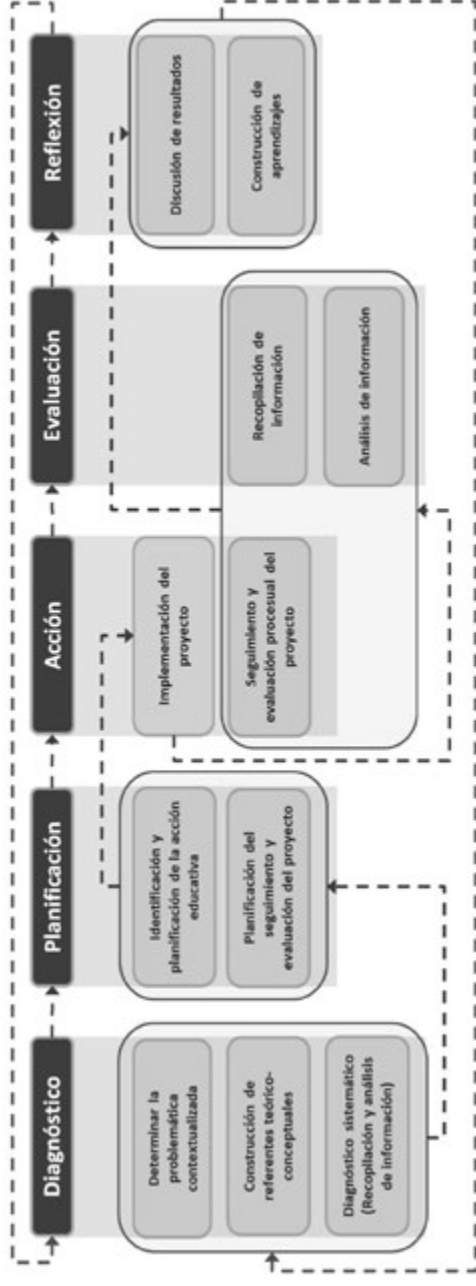 Diagnóstico
Determinar la
problemática
contextualizada
Construcción de
referentes teórico-
conceptuales
Diagnóstico sistemático
(Recopilación y análisis
de información)
Planificación
Identificación y
planificación de la acción
educativa
Planificación del
seguimiento y
evaluación del proyecto
Acción
Implementación del
proyecto
Seguimiento y
evaluación procesual del
proyecto
Evaluación
Recopilación de
información
Análisis de información
Reflexión
Discusión de resultados
Construcción de
aprendizajes